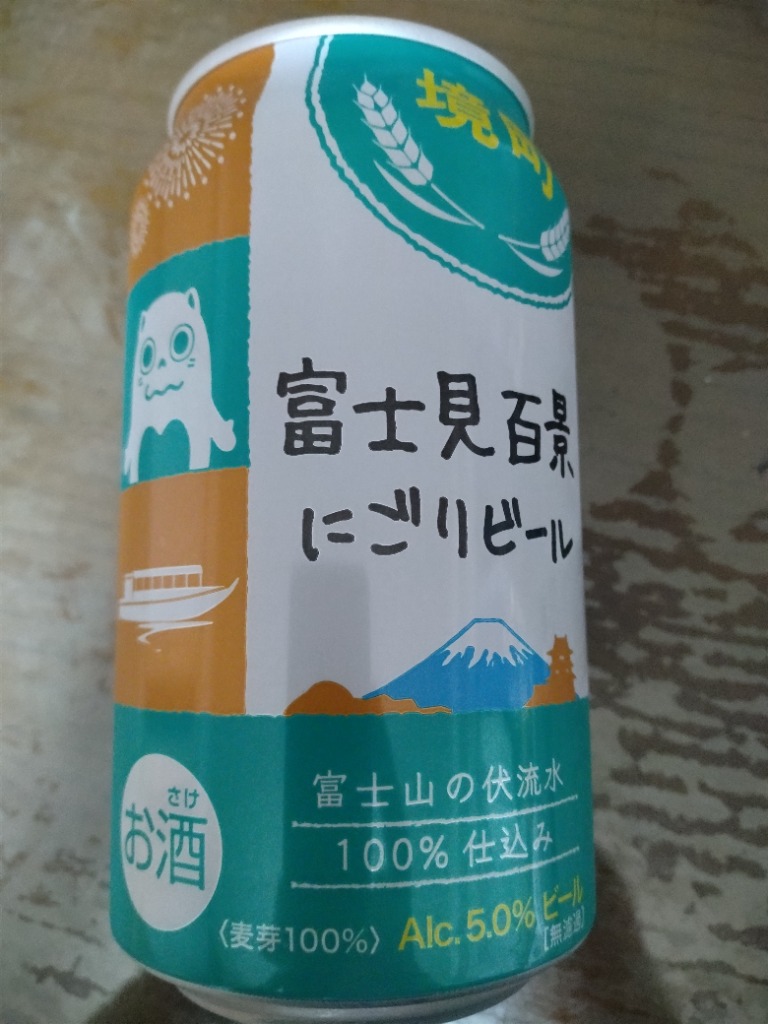 境町
富士見百景
にごりビール
富士山の伏流水
100% 仕込み
さけ
お酒
〈麦芽100%〉 Alc.5.0% ビール
[無濾過]